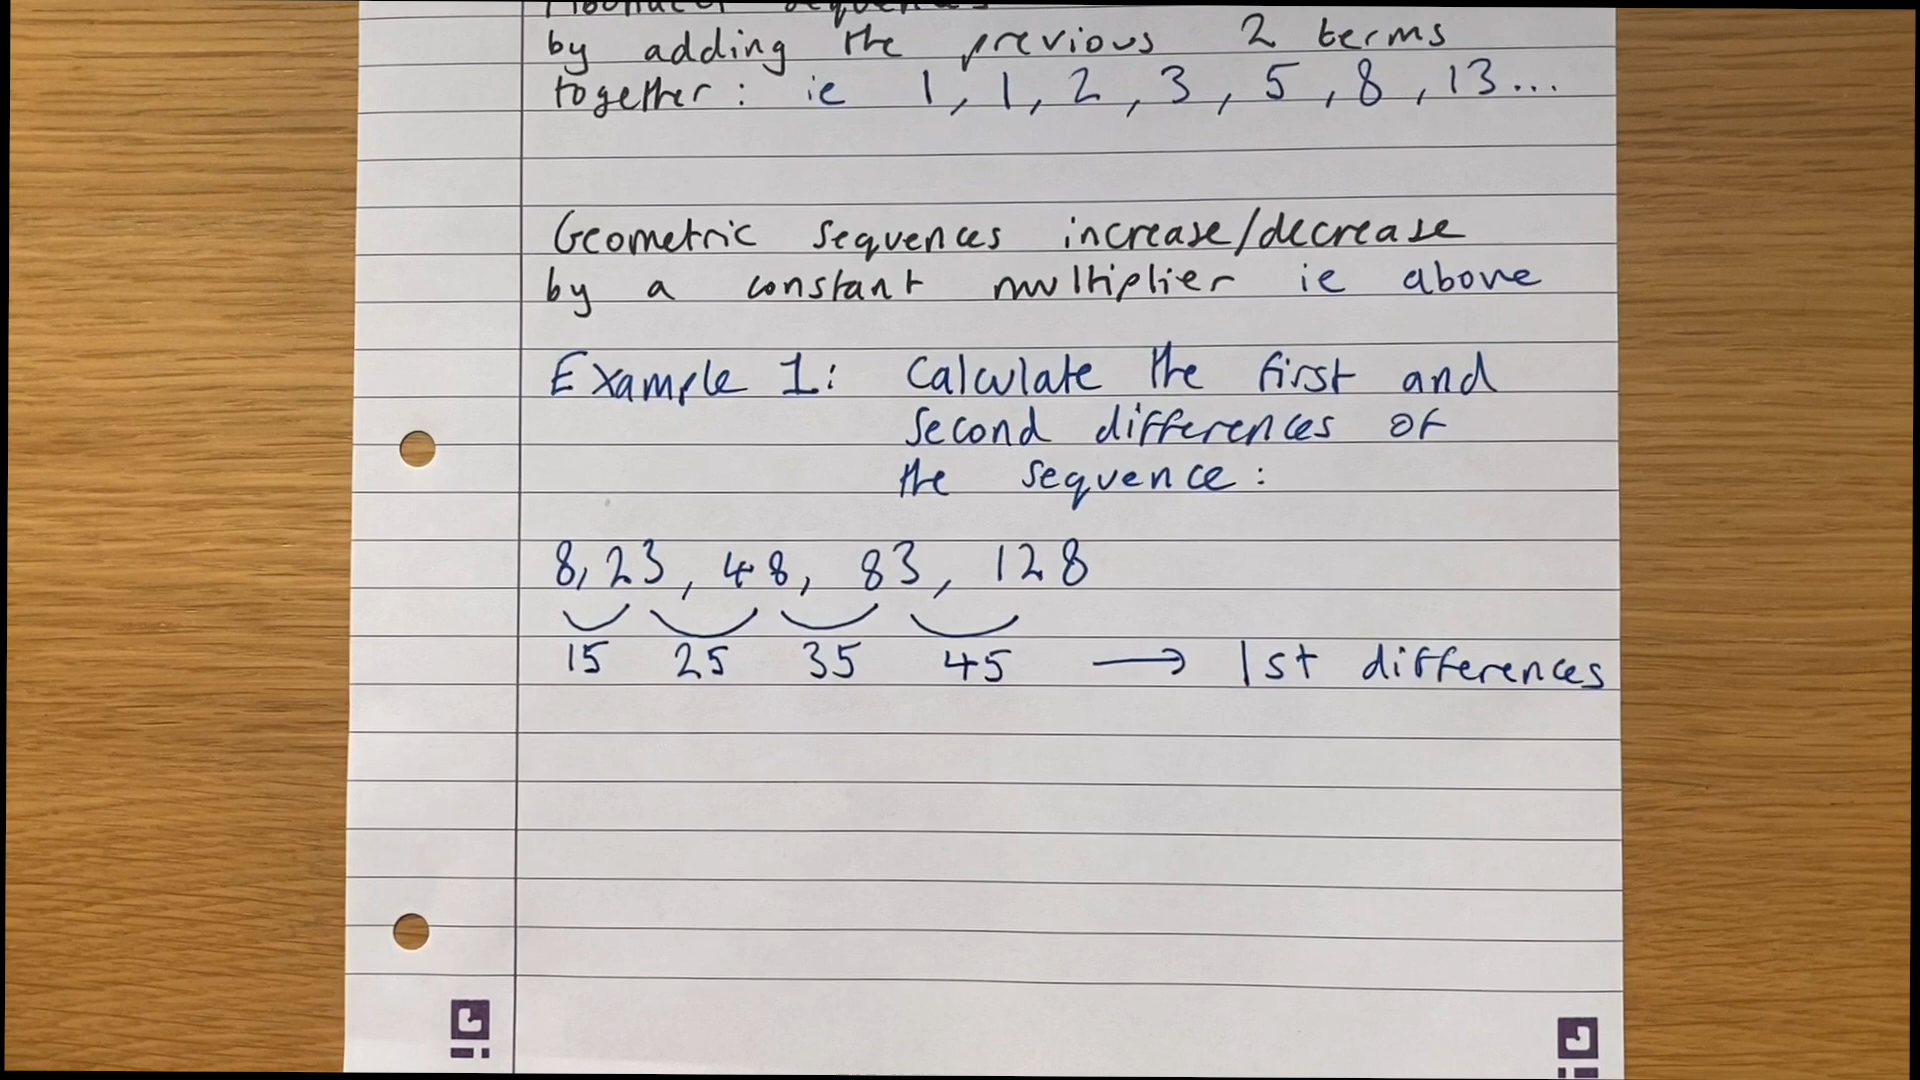 Fibonacci sequences
by adding the previous 2 terms
together: ie 1, 1, 2, 3, 5, 8, 13...
Geometric sequences increase/decrease
by a constant multiplier ie above
Example 1: Calculate the first and
second differences of
the sequence:
8, 23, 48, 83, 128
15 25 35 45 → 1st differences